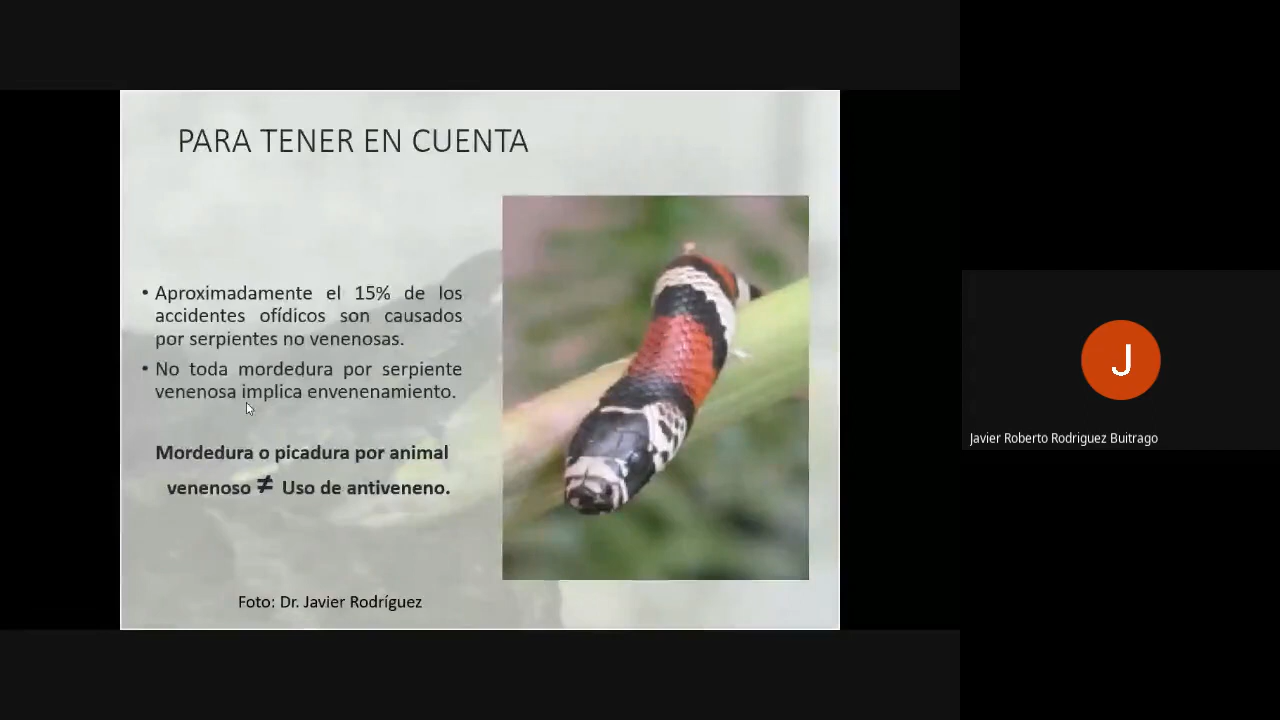 PARA TENER EN CUENTA
• Aproximadamente el 15% de los
accidentes ofídicos son causados
por serpientes no venenosas.
• No toda mordedura por serpiente
venenosa implica envenenamiento.
Mordedura o picadura por animal
venenoso ≠ Uso de antiveneno.
Foto: Dr. Javier Rodríguez
J
Javier Roberto Rodriguez Buitrago